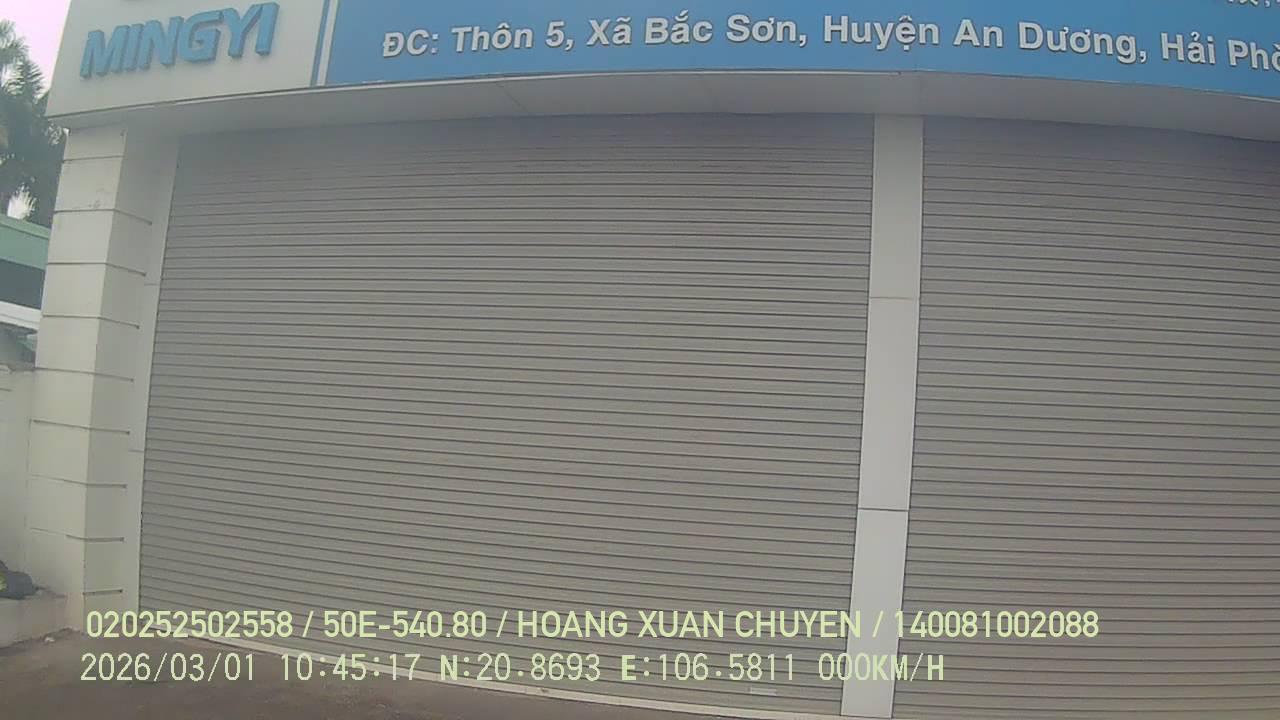 MINGYI
ĐC: Thôn 5, Xã Bắc Sơn, Huyện An Dương, Hải
020252502558 / 50E-540.80 / HOANG XUAN CHUYEN / 140081002088
2026/03/01 10:45:17 N:20.8693 E:106.5811 000KM/H